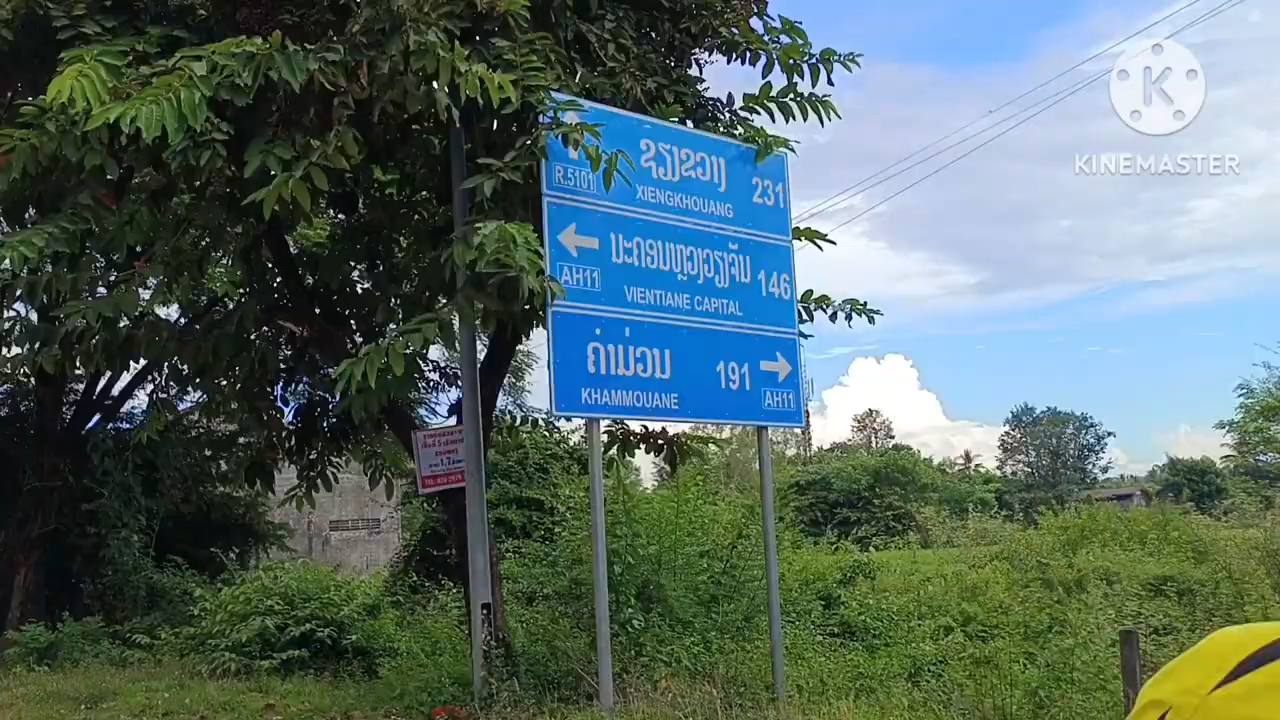 R.5101
ຊຽງຂວາງ
XIENGKHOUANG
231
AH11
ນະຄອນຫຼວງວຽງຈັນ
VIENTIANE CAPITAL
146
ຄໍາມ່ວນ
KHAMMOUANE
191
AH11
K
KINEMASTER